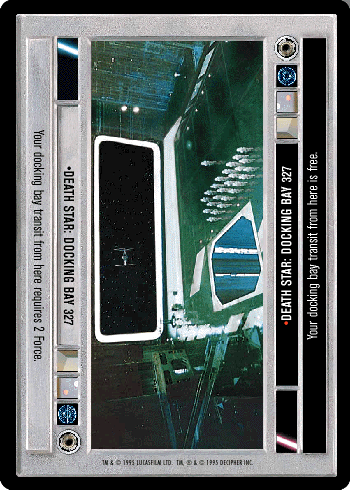 •DEATH STAR: DOCKING BAY 327
Your docking bay transit from here is free.
•DEATH STAR: DOCKING BAY 327
Your docking bay transit from here requires 2 Force.
TM & © 1995 LUCASFILM LTD. TM, ® & © 1995 DECIPHER INC.